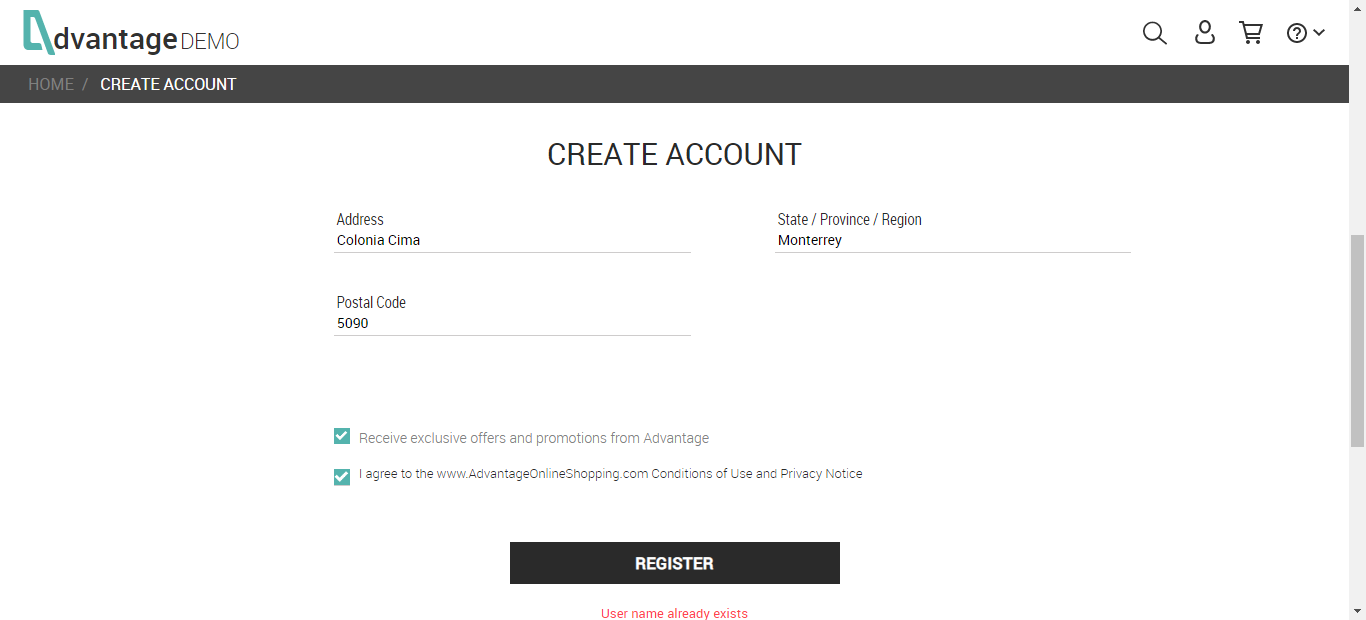 dvantage DEMO
HOME / CREATE ACCOUNT
CREATE ACCOUNT
Address
Colonia Cima
State / Province / Region
Monterrey
Postal Code
5090
Receive exclusive offers and promotions from Advantage
I agree to the www.AdvantageOnlineShopping.com Conditions of Use and Privacy Notice
REGISTER
User name already exists